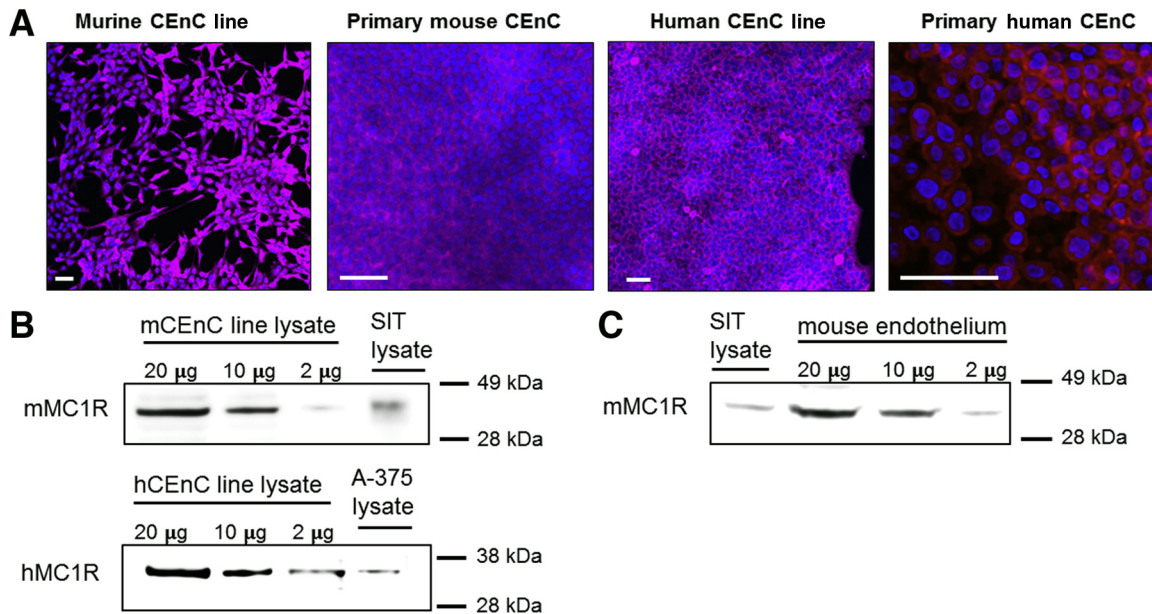 A
Murine CEnC line
Primary mouse CEnC
Human CEnC line
Primary human CEnC
B
mCEnC line lysate
SIT
lysate
20 μg
10 μg
2 μg
mMC1R
49 kDa
28 kDa
hCEnC line lysate
A-375
lysate
20 μg
10 μg
2 μg
hMC1R
38 kDa
28 kDa
C
SIT
lysate
mouse endothelium
20 μg
10 μg
2 μg
mMC1R
49 kDa
28 kDa